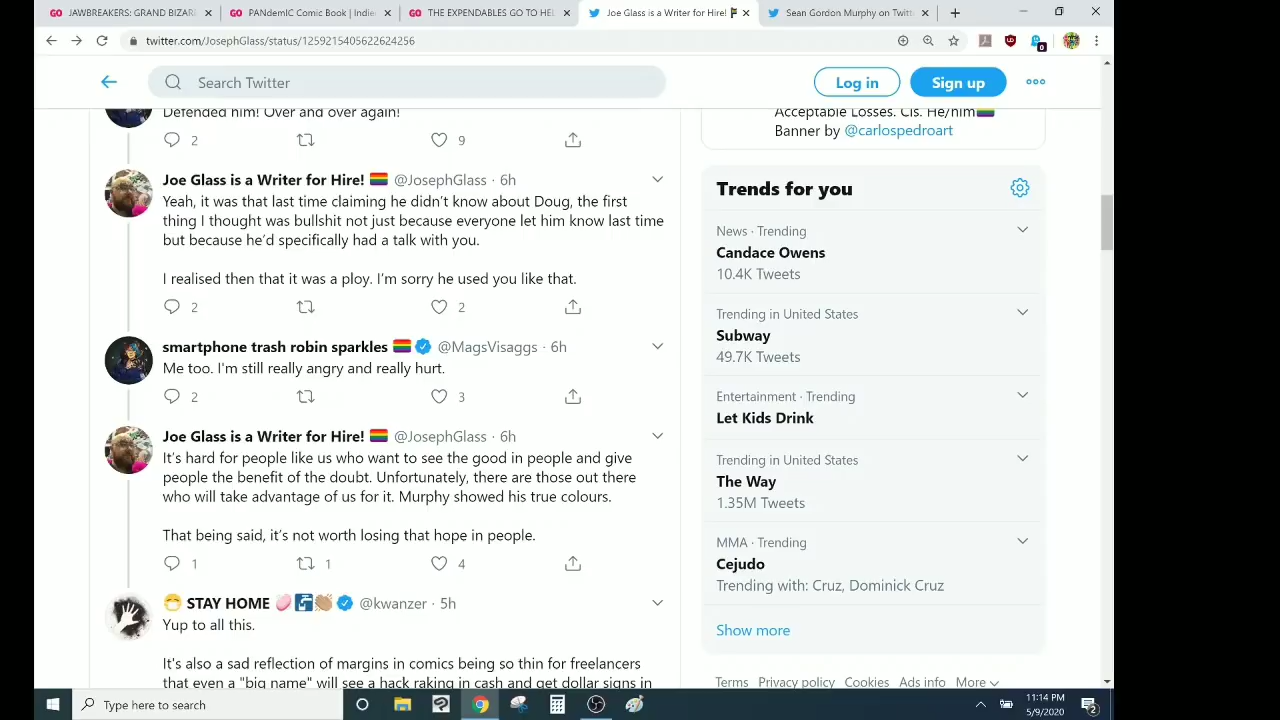 JAWBREAKERS: GRAND BIZAR
PANdemIC Comic Book | Indie
THE EXPENDABLES GO TO HEL
Joe Glass is a Writer for Hire!
Sean Gordon Murphy on Twitt
twitter.com/JosephGlass/status/1259215405622624256
Search Twitter
Log in
Sign up
Defended him! Over and over again!
2
9
Joe Glass is a Writer for Hire! 🏳️‍🌈 @JosephGlass · 6h
Yeah, it was that last time claiming he didn't know about Doug, the first
thing I thought was bullshit not just because everyone let him know last time
but because he'd specifically had a talk with you.
I realised then that it was a ploy. I'm sorry he used you like that.
2
2
smartphone trash robin sparkles 🏳️‍🌈 @MagsVisaggs · 6h
Me too. I'm still really angry and really hurt.
2
3
Joe Glass is a Writer for Hire! 🏳️‍🌈 @JosephGlass · 6h
It's hard for people like us who want to see the good in people and give
people the benefit of the doubt. Unfortunately, there are those out there
who will take advantage of us for it. Murphy showed his true colours.
That being said, it's not worth losing that hope in people.
1
1
4
STAY HOME @kwanzer · 5h
Yup to all this.
It's also a sad reflection of margins in comics being so thin for freelancers
that even a "big name" will see a hack raking in cash and get dollar signs in
Acceptable Losses. Cis. He/him🏳️‍🌈
Banner by @carlospedroart
Trends for you
News · Trending
Candace Owens
10.4K Tweets
Trending in United States
Subway
49.7K Tweets
Entertainment · Trending
Let Kids Drink
Trending in United States
The Way
1.35M Tweets
MMA · Trending
Cejudo
Trending with: Cruz, Dominick Cruz
Show more
Terms Privacy policy Cookies Ads info More
Type here to search
11:14 PM
5/9/2020
2